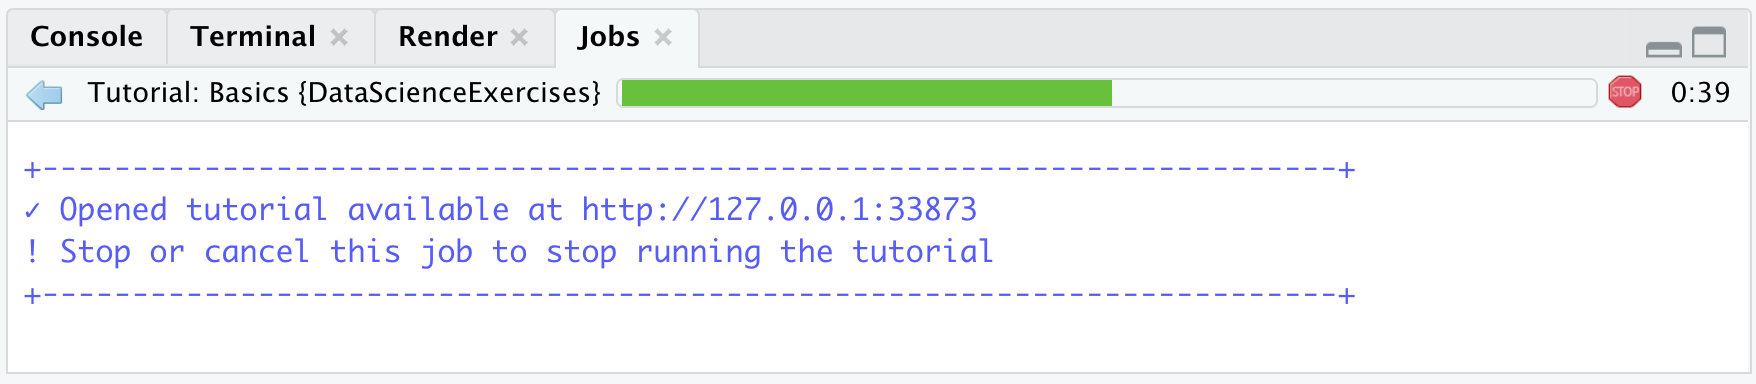 Console Terminal × Render × Jobs ×
Tutorial: Basics {DataScienceExercises} STOP 0:39
+------------------------------------------------------------------------+
✓ Opened tutorial available at http://127.0.0.1:33873
! Stop or cancel this job to stop running the tutorial
+------------------------------------------------------------------------+